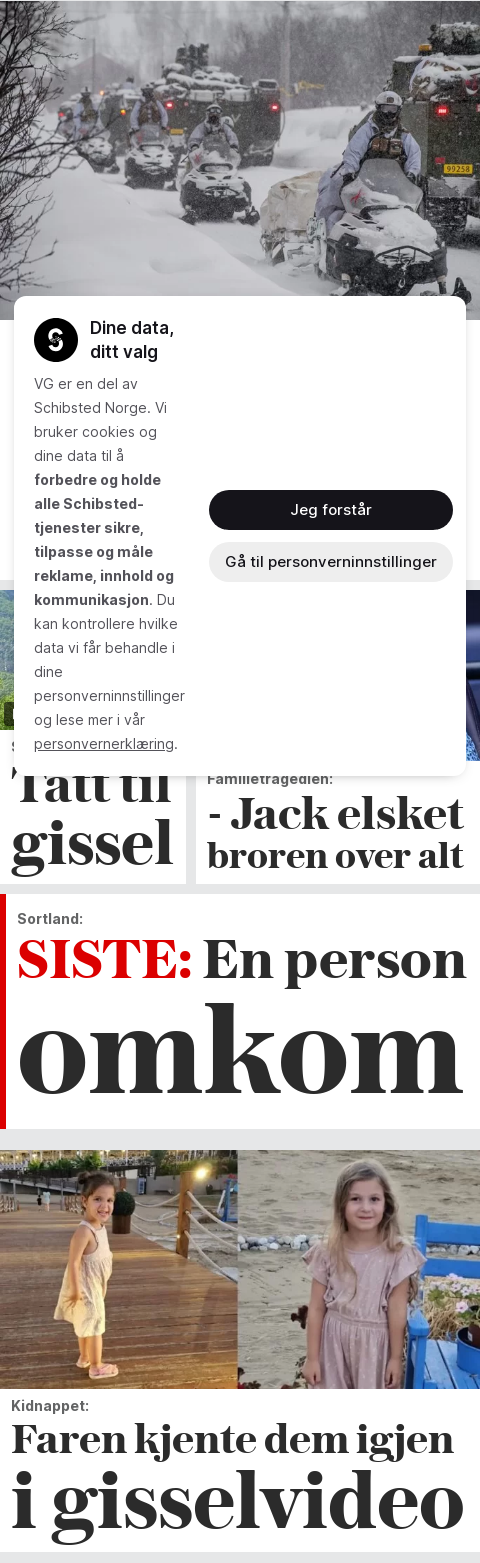 99258
Dine data,
ditt valg
VG er en del av
Schibsted Norge. Vi
bruker cookies og
dine data til å
forbedre og holde
alle Schibsted-
tjenester sikre,
tilpasse og måle
reklame, innhold og
kommunikasjon. Du
kan kontrollere hvilke
data vi får behandle i
dine
personverninnstillinger
og lese mer i vår
personvernerklæring.
Jeg forstår
Gå til personverninnstillinger
Tatt til
gissel
Familietragedien:
- Jack elsket
broren over alt
Sortland:
SISTE: En person
omkom
Kidnappet:
Faren kjente dem igjen
i gisselvideo